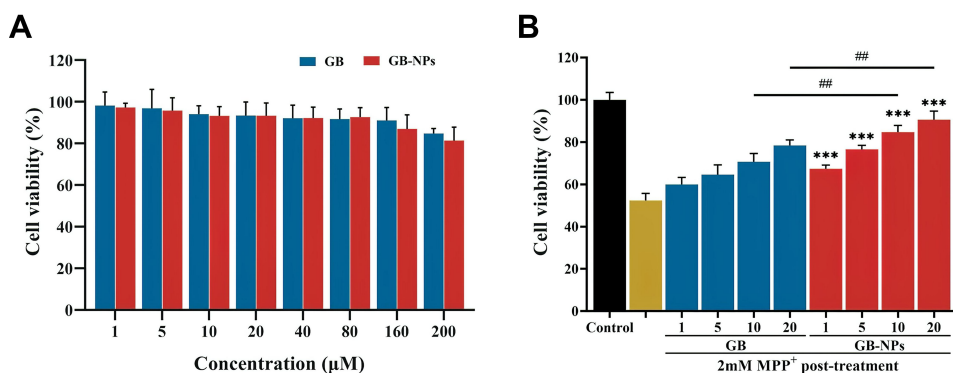 A
GB GB-NPs
Cell viability (%)
120
100
80
60
40
20
0
1 5 10 20 40 80 160 200
Concentration (μM)
B
Cell viability (%)
120
100
80
60
40
20
0
##
##
*** *** *** ***
Control 1 5 10 20 1 5 10 20
GB GB-NPs
2mM MPP⁺ post-treatment